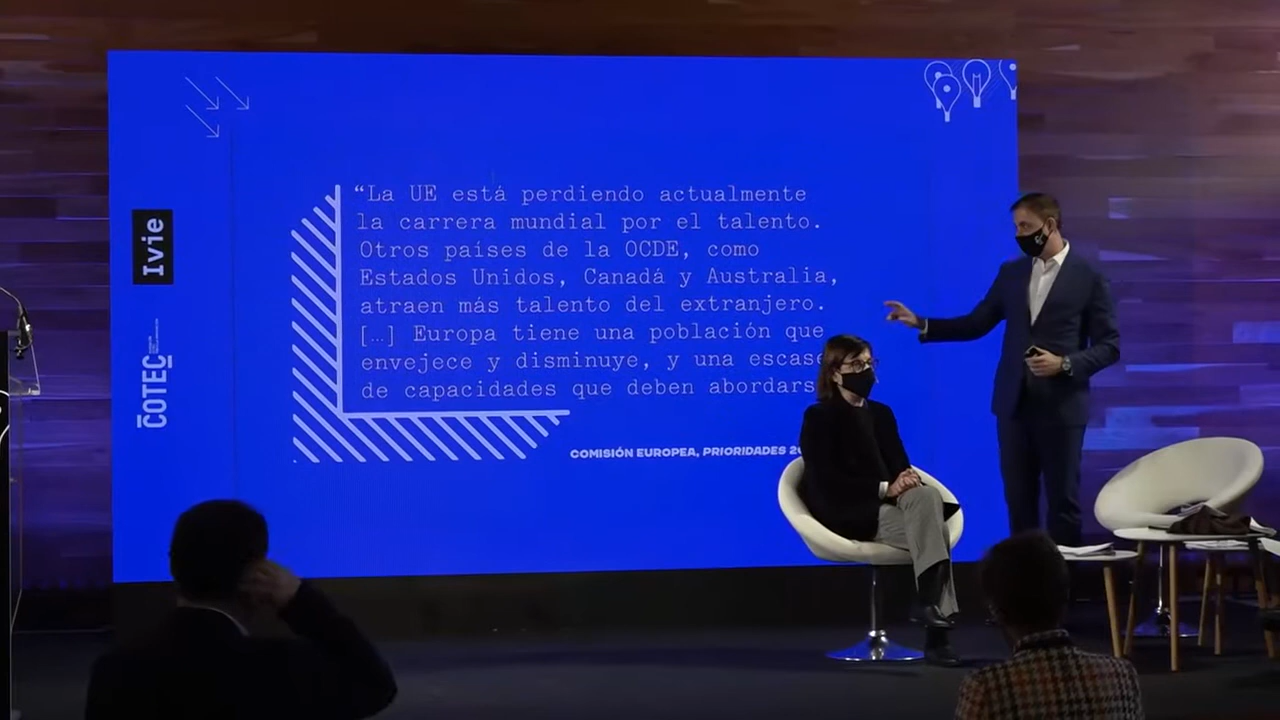 “La UE está perdiendo actualmente
la carrera mundial por el talento.
Otros países de la OCDE, como
Estados Unidos, Canadá y Australia,
atraen más talento del extranjero.
[…] Europa tiene una población que
envejece y disminuye, y una
de capacidades que deben
COMISIÓN EUROPEA, PRIORIDADES
Ivie
COTEC